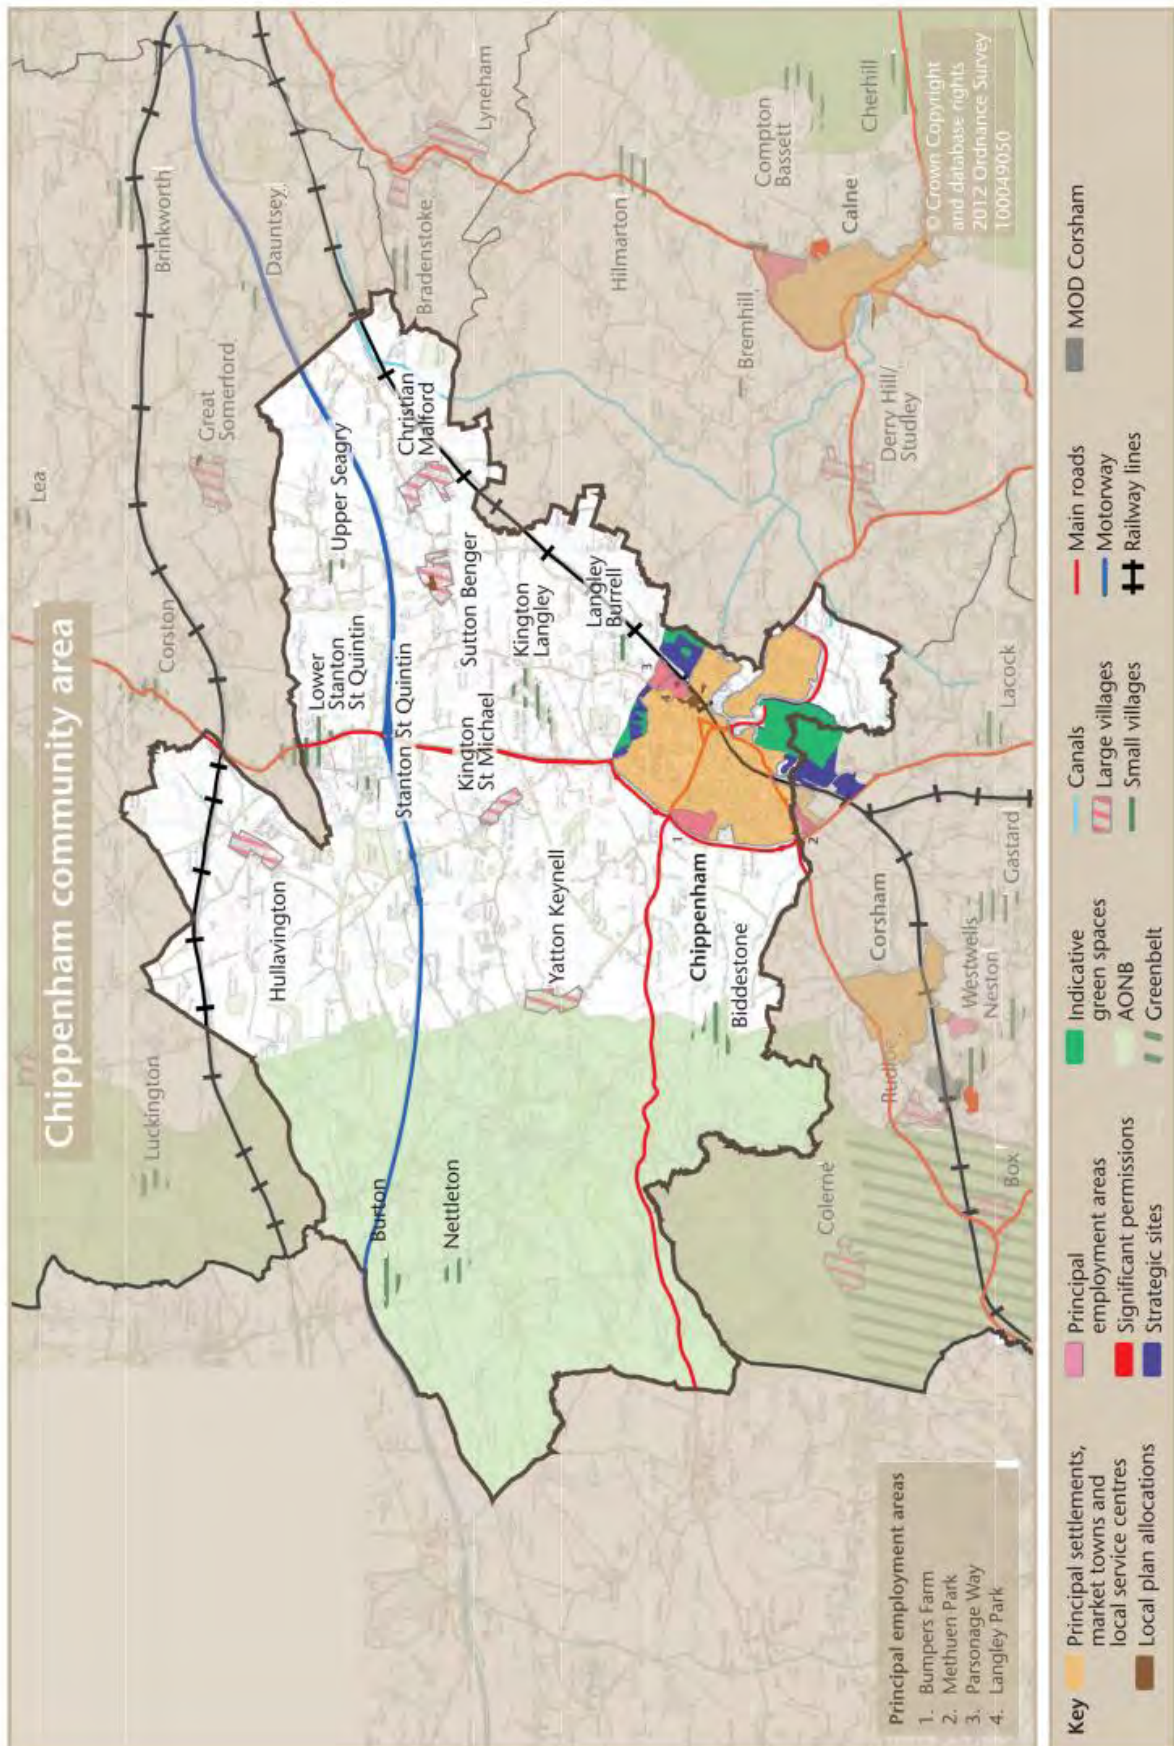 Chippenham community area
Lea
Luckington
Corston
Great
Somerford
Brinkworth
Dauntsey
Hullavington
Lower
Stanton
St Quintin
Upper Seagry
Burton
Stanton St Quintin
Christian
Malford
Bradenstoke
Lyneham
Nettleton
Kington
St Michael
Sutton Benger
Kington
Langley
Yatton Keynell
Langley
Burrell
Hilmarton
3
1
2
Chippenham
Biddestone
Bremhill
Compton
Bassett
Calne
Cherhill
Derry Hill/
Studley
Colerne
Corsham
Rudloe
Westwells
Neston
Gastard
Lacock
Box
© Crown Copyright
and database rights
2012 Ordnance Survey
100049050
Principal employment areas
1. Bumpers Farm
2. Methuen Park
3. Parsonage Way
4. Langley Park
Key
Principal settlements,
market towns and
local service centres
Local plan allocations
Principal
employment areas
Significant permissions
Strategic sites
Indicative
green spaces
AONB
Greenbelt
Canals
Large villages
Small villages
Main roads
Motorway
Railway lines
MOD Corsham